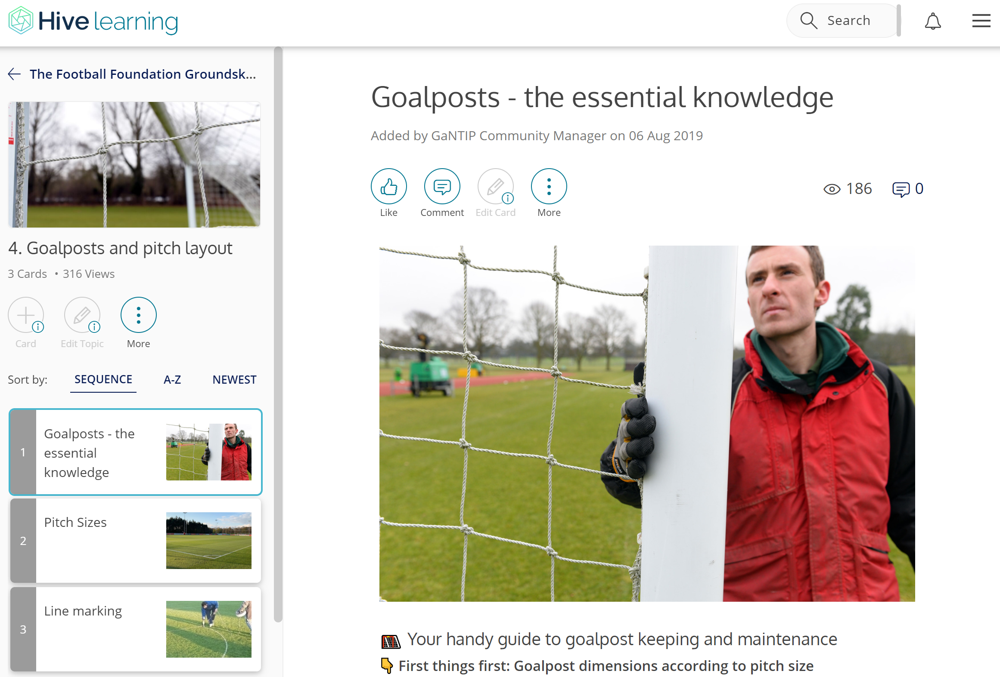 Hive learning
Search
The Football Foundation Groundsk...
4. Goalposts and pitch layout
3 Cards • 316 Views
Card
Edit Topic
More
Sort by:
SEQUENCE
A-Z
NEWEST
1
Goalposts - the
essential
knowledge
2
Pitch Sizes
3
Line marking
Goalposts - the essential knowledge
Added by GaNTIP Community Manager on 06 Aug 2019
Like
Comment
Edit Card
More
186
0
Your handy guide to goalpost keeping and maintenance
First things first: Goalpost dimensions according to pitch size